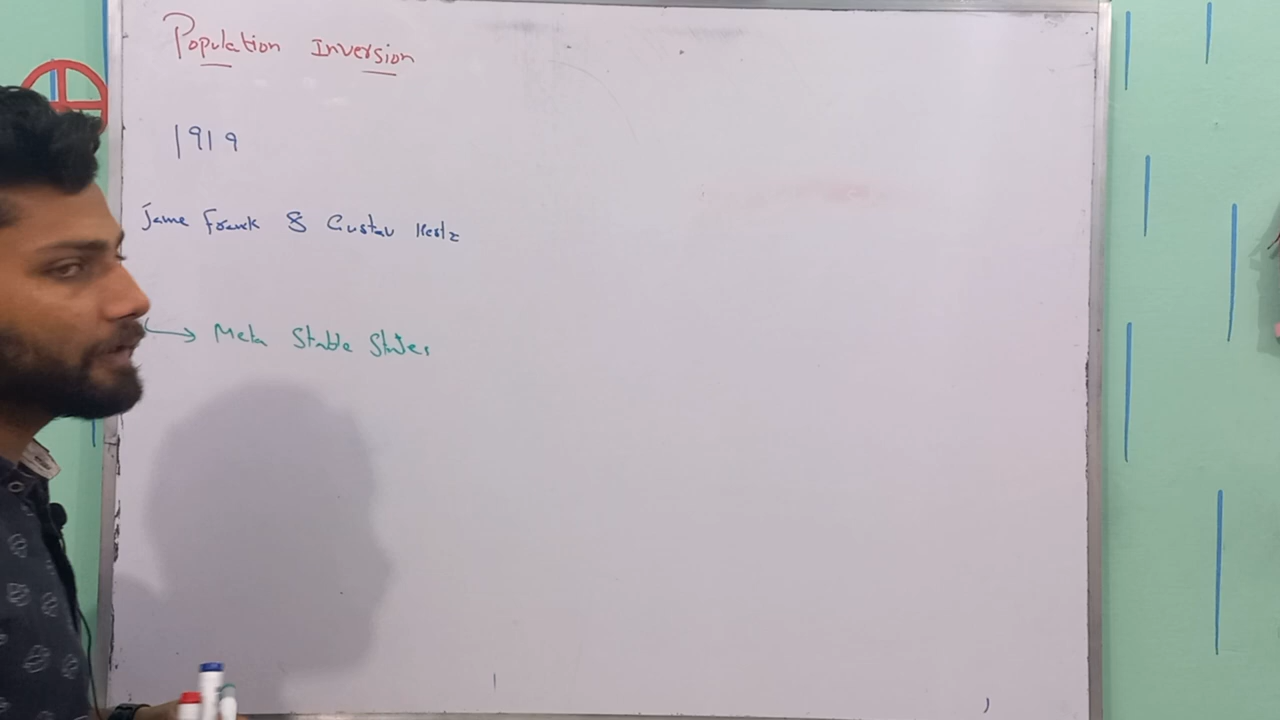 Population Inversion
1919
Jame Franck & Gustav Hertz
Meta Stable States